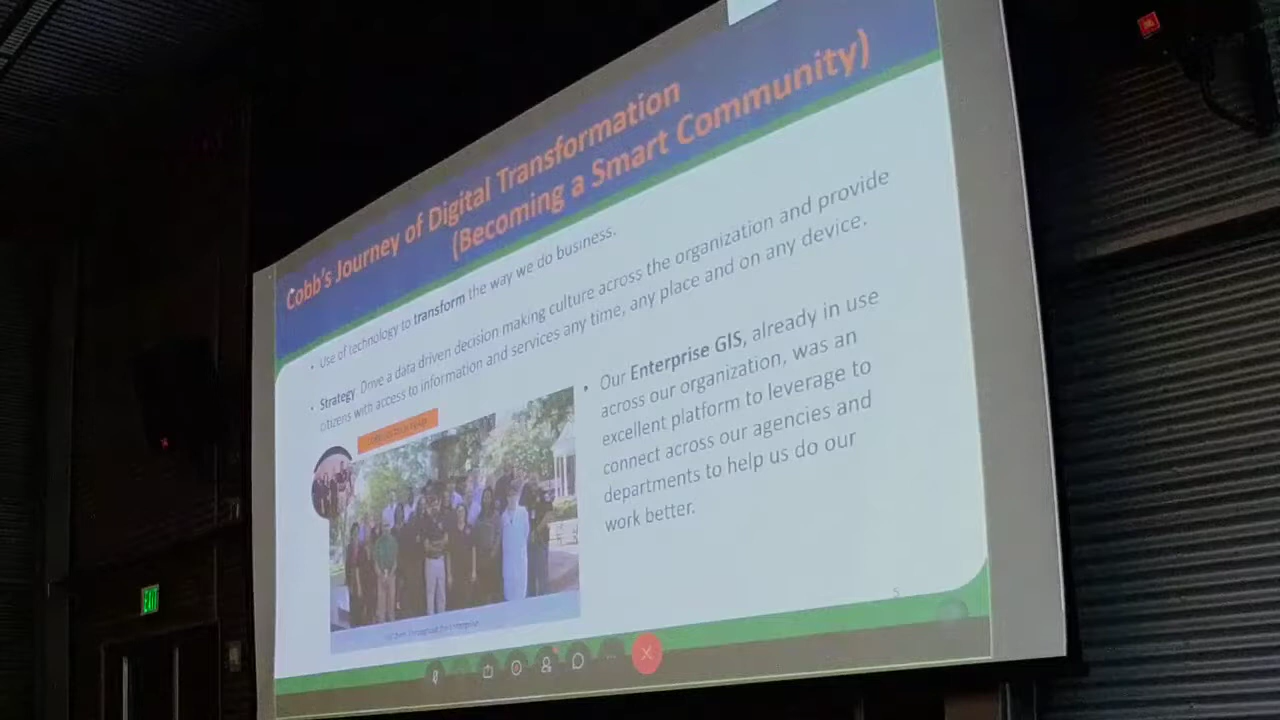 Cobb's Journey of Digital Transformation
(Becoming a Smart Community)
• Use of technology to transform the way we do business.
• Strategy: Drive a data driven decision making culture across the organization and provide
citizens with access to information and services any time, any place and on any device.
• Our Enterprise GIS, already in use
across our organization, was an
excellent platform to leverage to
connect across our agencies and
departments to help us do our
work better.
5
EXIT